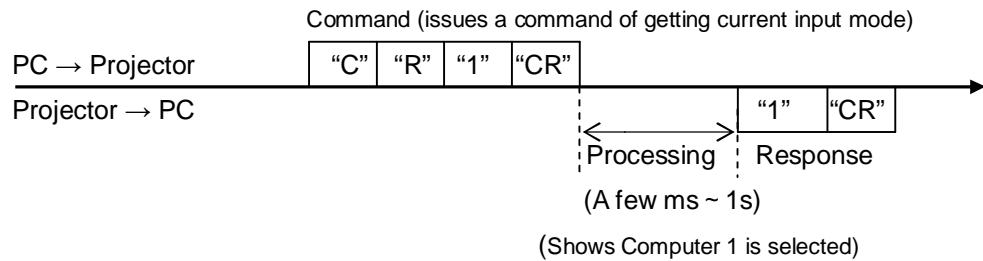 Command (issues a command of getting current input mode)
PC → Projector “C” “R” “1” “CR”
Projector → PC “1” “CR”
Processing Response
(A few ms ~ 1s)
(Shows Computer 1 is selected)